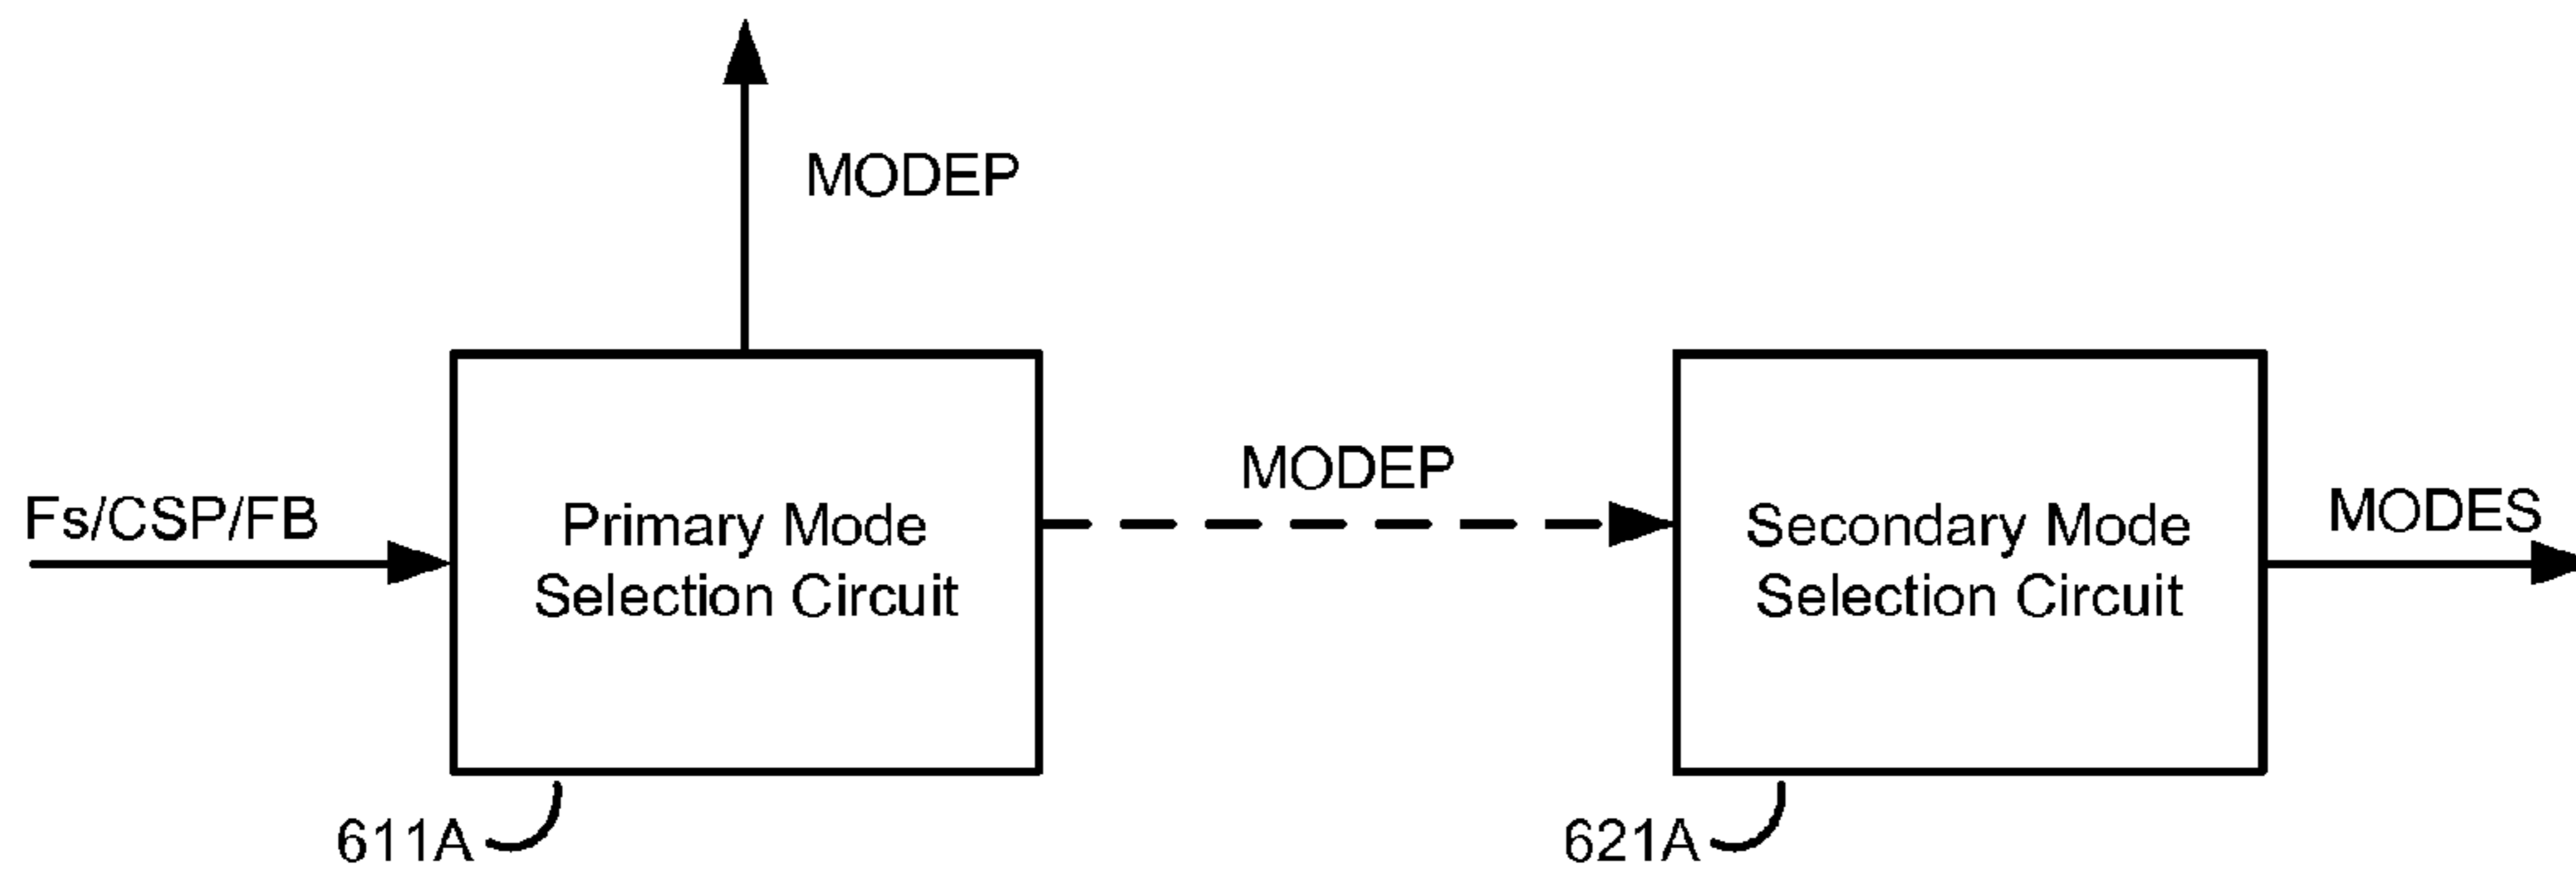 MODEP
Fs/CSP/FB
Primary Mode
Selection Circuit
MODEP
Secondary Mode
Selection Circuit
MODES
611A
621A